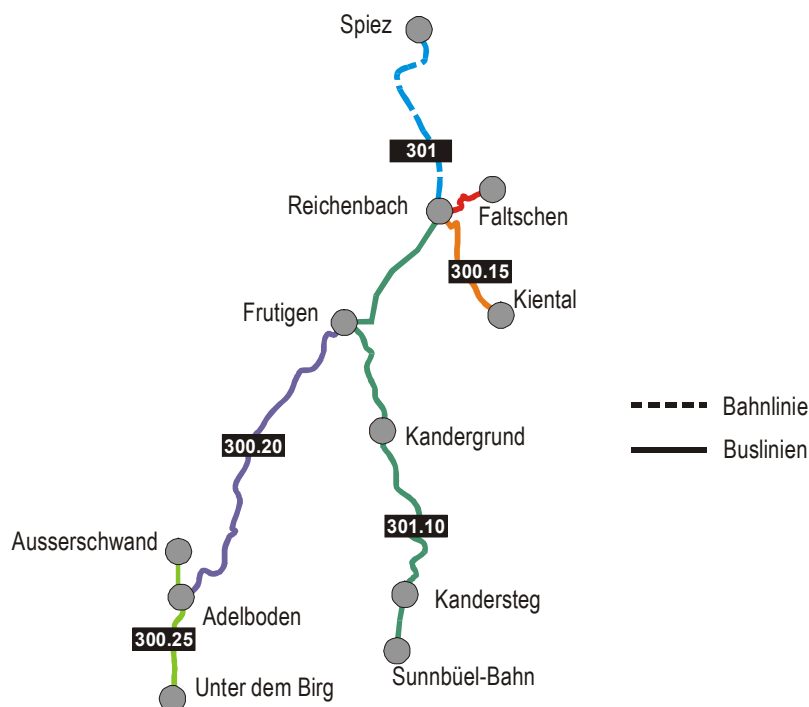 Spiez
301
Reichenbach
Faltschen
300.15
Kiental
Frutigen
Bahnlinie
Kandergrund
300.20
Buslinien
301.10
Ausserschwand
Kandersteg
Adelboden
300.25
Sunnbüel-Bahn
Unter dem Birg